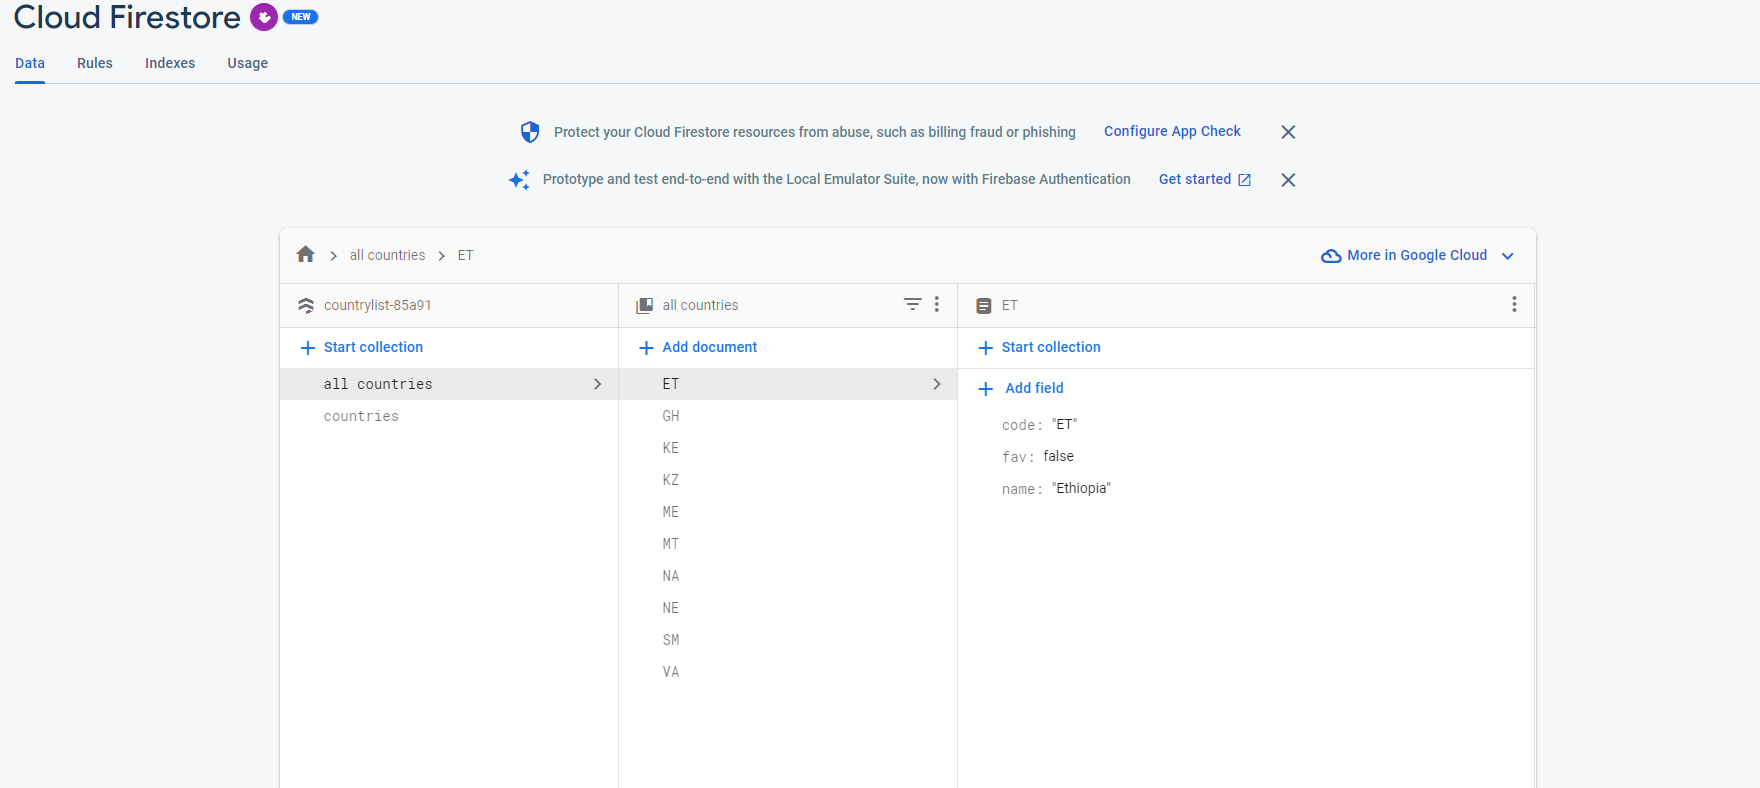 Cloud Firestore NEW
Data Rules Indexes Usage
Protect your Cloud Firestore resources from abuse, such as billing fraud or phishing Configure App Check
Prototype and test end-to-end with the Local Emulator Suite, now with Firebase Authentication Get started
all countries ET More in Google Cloud
countrylist-85a91
Start collection
all countries
countries
all countries
Add document
ET
GH
KE
KZ
ME
MT
NA
NE
SM
VA
ET
Start collection
Add field
code: "ET"
fav: false
name: "Ethiopia"